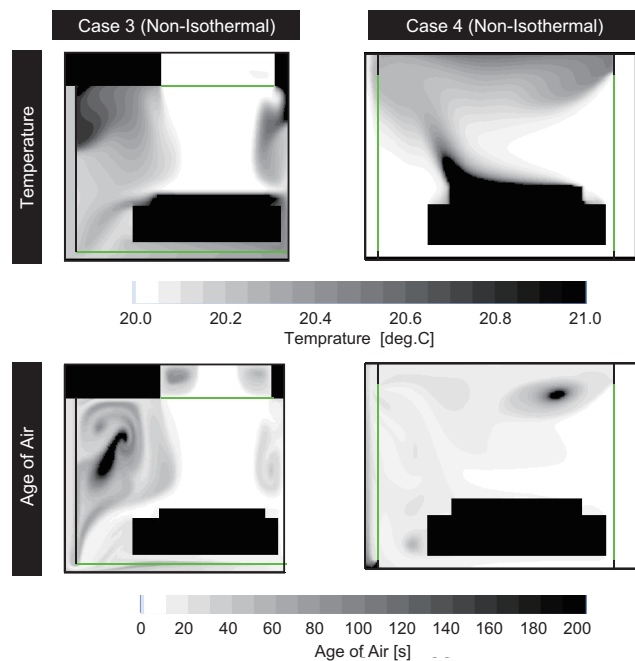 Case 3 (Non-Isothermal) Case 4 (Non-Isothermal)
Temperature
20.0 20.2 20.4 20.6 20.8 21.0
Temprature [deg.C]
Age of Air
0 20 40 60 80 100 120 140 160 180 200
Age of Air [s]